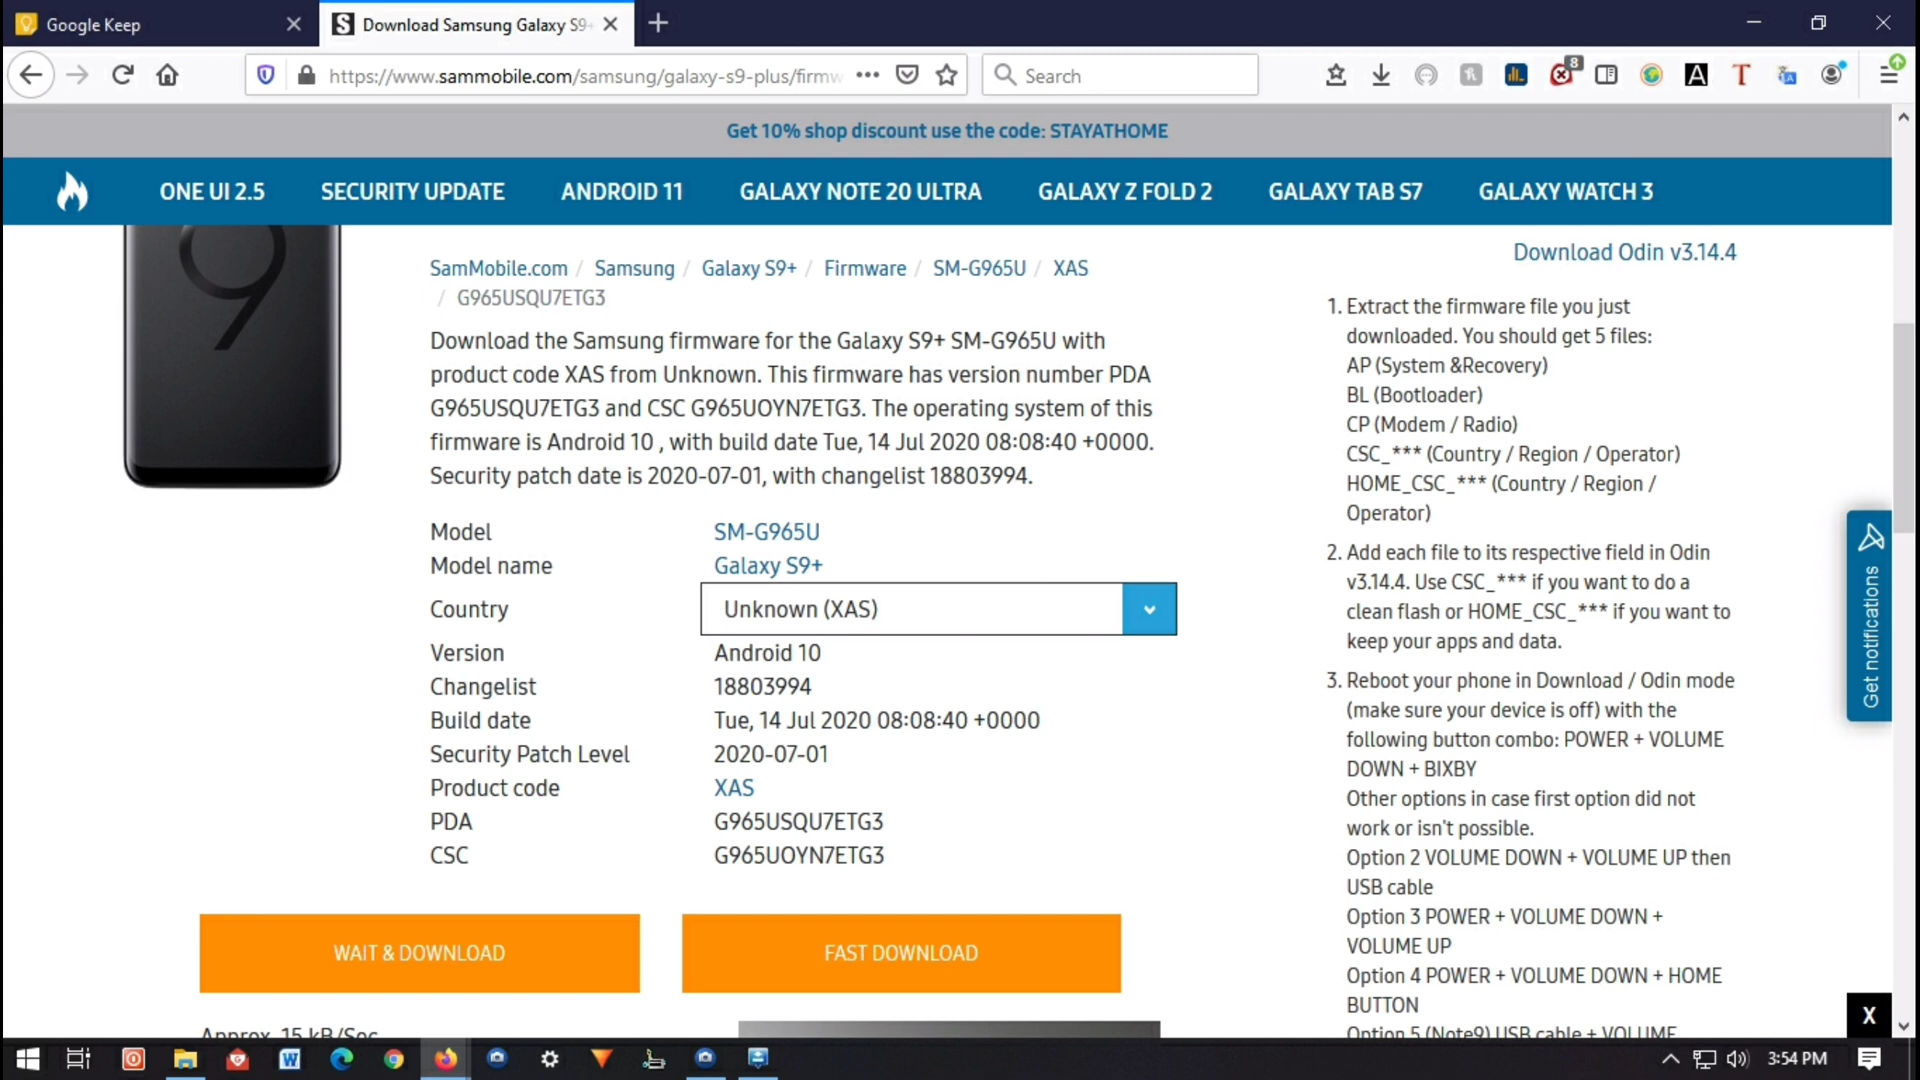 Google Keep
Download Samsung Galaxy S9+
https://www.sammobile.com/samsung/galaxy-s9-plus/firmw
Search
8
Get 10% shop discount use the code: STAYATHOME
ONE UI 2.5
SECURITY UPDATE
ANDROID 11
GALAXY NOTE 20 ULTRA
GALAXY Z FOLD 2
GALAXY TAB S7
GALAXY WATCH 3
9
SamMobile.com / Samsung / Galaxy S9+ / Firmware / SM-G965U / XAS
/ G965USQU7ETG3
Download the Samsung firmware for the Galaxy S9+ SM-G965U with
product code XAS from Unknown. This firmware has version number PDA
G965USQU7ETG3 and CSC G965UOYN7ETG3. The operating system of this
firmware is Android 10 , with build date Tue, 14 Jul 2020 08:08:40 +0000.
Security patch date is 2020-07-01, with changelist 18803994.
Model SM-G965U
Model name Galaxy S9+
Country Unknown (XAS)
Version Android 10
Changelist 18803994
Build date Tue, 14 Jul 2020 08:08:40 +0000
Security Patch Level 2020-07-01
Product code XAS
PDA G965USQU7ETG3
CSC G965UOYN7ETG3
WAIT & DOWNLOAD
FAST DOWNLOAD
Approx. 15 kB/Sec
Download Odin v3.14.4
1. Extract the firmware file you just
downloaded. You should get 5 files:
AP (System &Recovery)
BL (Bootloader)
CP (Modem / Radio)
CSC_*** (Country / Region / Operator)
HOME_CSC_*** (Country / Region /
Operator)
2. Add each file to its respective field in Odin
v3.14.4. Use CSC_*** if you want to do a
clean flash or HOME_CSC_*** if you want to
keep your apps and data.
3. Reboot your phone in Download / Odin mode
(make sure your device is off) with the
following button combo: POWER + VOLUME
DOWN + BIXBY
Other options in case first option did not
work or isn't possible.
Option 2 VOLUME DOWN + VOLUME UP then
USB cable
Option 3 POWER + VOLUME DOWN +
VOLUME UP
Option 4 POWER + VOLUME DOWN + HOME
BUTTON
Option 5 (Note9) USB cable + VOLUME
Get notifications
X
3:54 PM